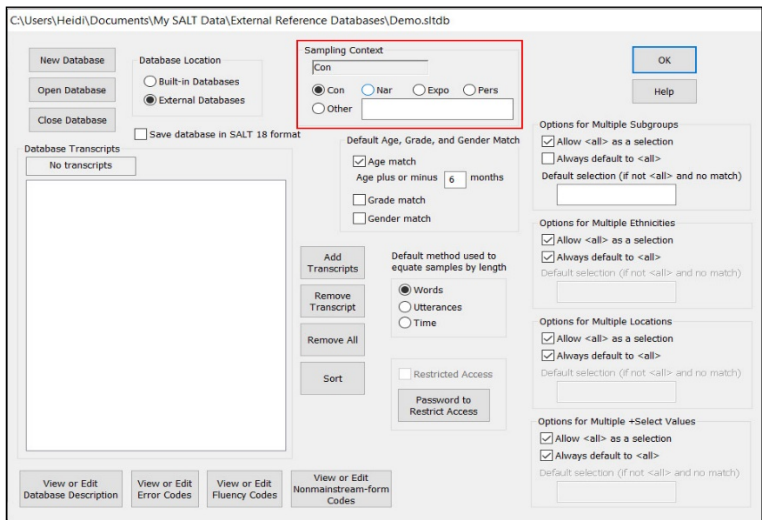 C:\Users\Heidi\Documents\My SALT Data\External Reference Databases\Demo.sltdb
New Database
Open Database
Close Database
Database Location
Built-in Databases
External Databases
Save database in SALT 18 format
Sampling Context
Con
Con Nar Expo Pers
Other
OK
Help
Database Transcripts
No transcripts
Default Age, Grade, and Gender Match
Age match
Age plus or minus 6 months
Grade match
Gender match
Add
Transcripts
Remove
Transcript
Remove All
Sort
Default method used to
equate samples by length
Words
Utterances
Time
Restricted Access
Password to
Restrict Access
Options for Multiple Subgroups
Allow <all> as a selection
Always default to <all>
Default selection (if not <all> and no match)
Options for Multiple Ethnicities
Allow <all> as a selection
Always default to <all>
Default selection (if not <all> and no match)
Options for Multiple Locations
Allow <all> as a selection
Always default to <all>
Default selection (if not <all> and no match)
Options for Multiple +Select Values
Allow <all> as a selection
Always default to <all>
Default selection (if not <all> and no match)
View or Edit
Database Description
View or Edit
Error Codes
View or Edit
Fluency Codes
View or Edit
Nonmainstream-form
Codes